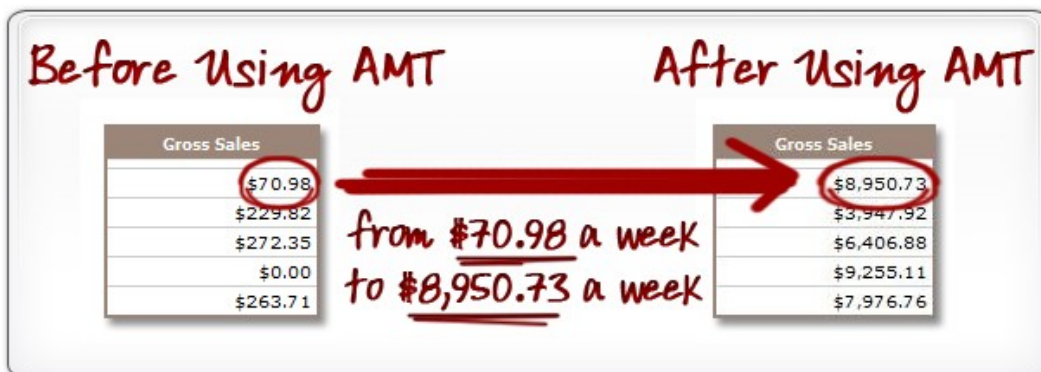 Before Using AMT
After Using AMT
Gross Sales
$70.98
$229.82
$272.35
$0.00
$263.71
from $70.98 a week
to $8,950.73 a week
Gross Sales
$8,950.73
$3,947.92
$6,406.88
$9,255.11
$7,976.76